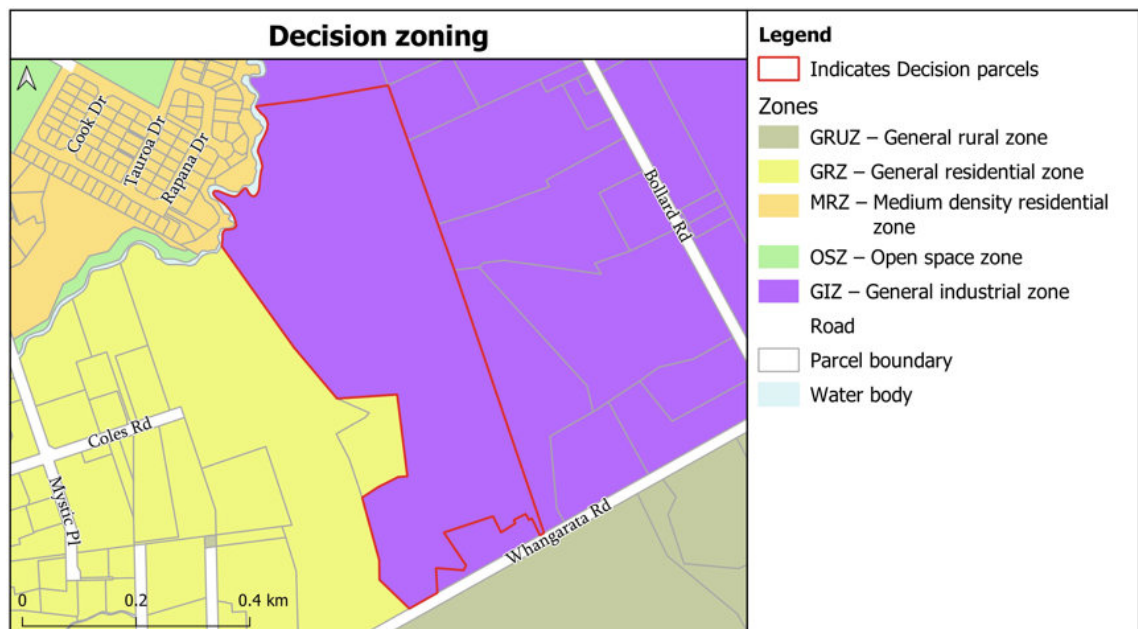 Decision zoning
Cook Dr
Tauroa Dr
Rapana Dr
Bollard Rd
Coles Rd
Mystic Pl
Whangarata Rd
0 0.2 0.4 km
Legend
Indicates Decision parcels
Zones
GRUZ – General rural zone
GRZ – General residential zone
MRZ – Medium density residential
zone
OSZ – Open space zone
GIZ – General industrial zone
Road
Parcel boundary
Water body